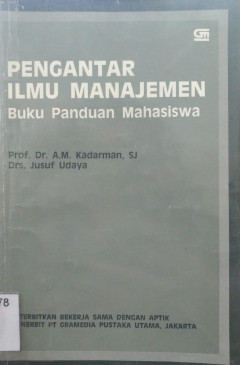 PENGANTAR
ILMU MANAJEMEN
Buku Panduan Mahasiswa
Prof. Dr. A.M. Kadarman, SJ
Drs. Jusuf Udaya
TERBITKAN BEKERJA SAMA DENGAN APTIK
PT GRAMEDIA PUSTAKA UTAMA, JAKARTA
78